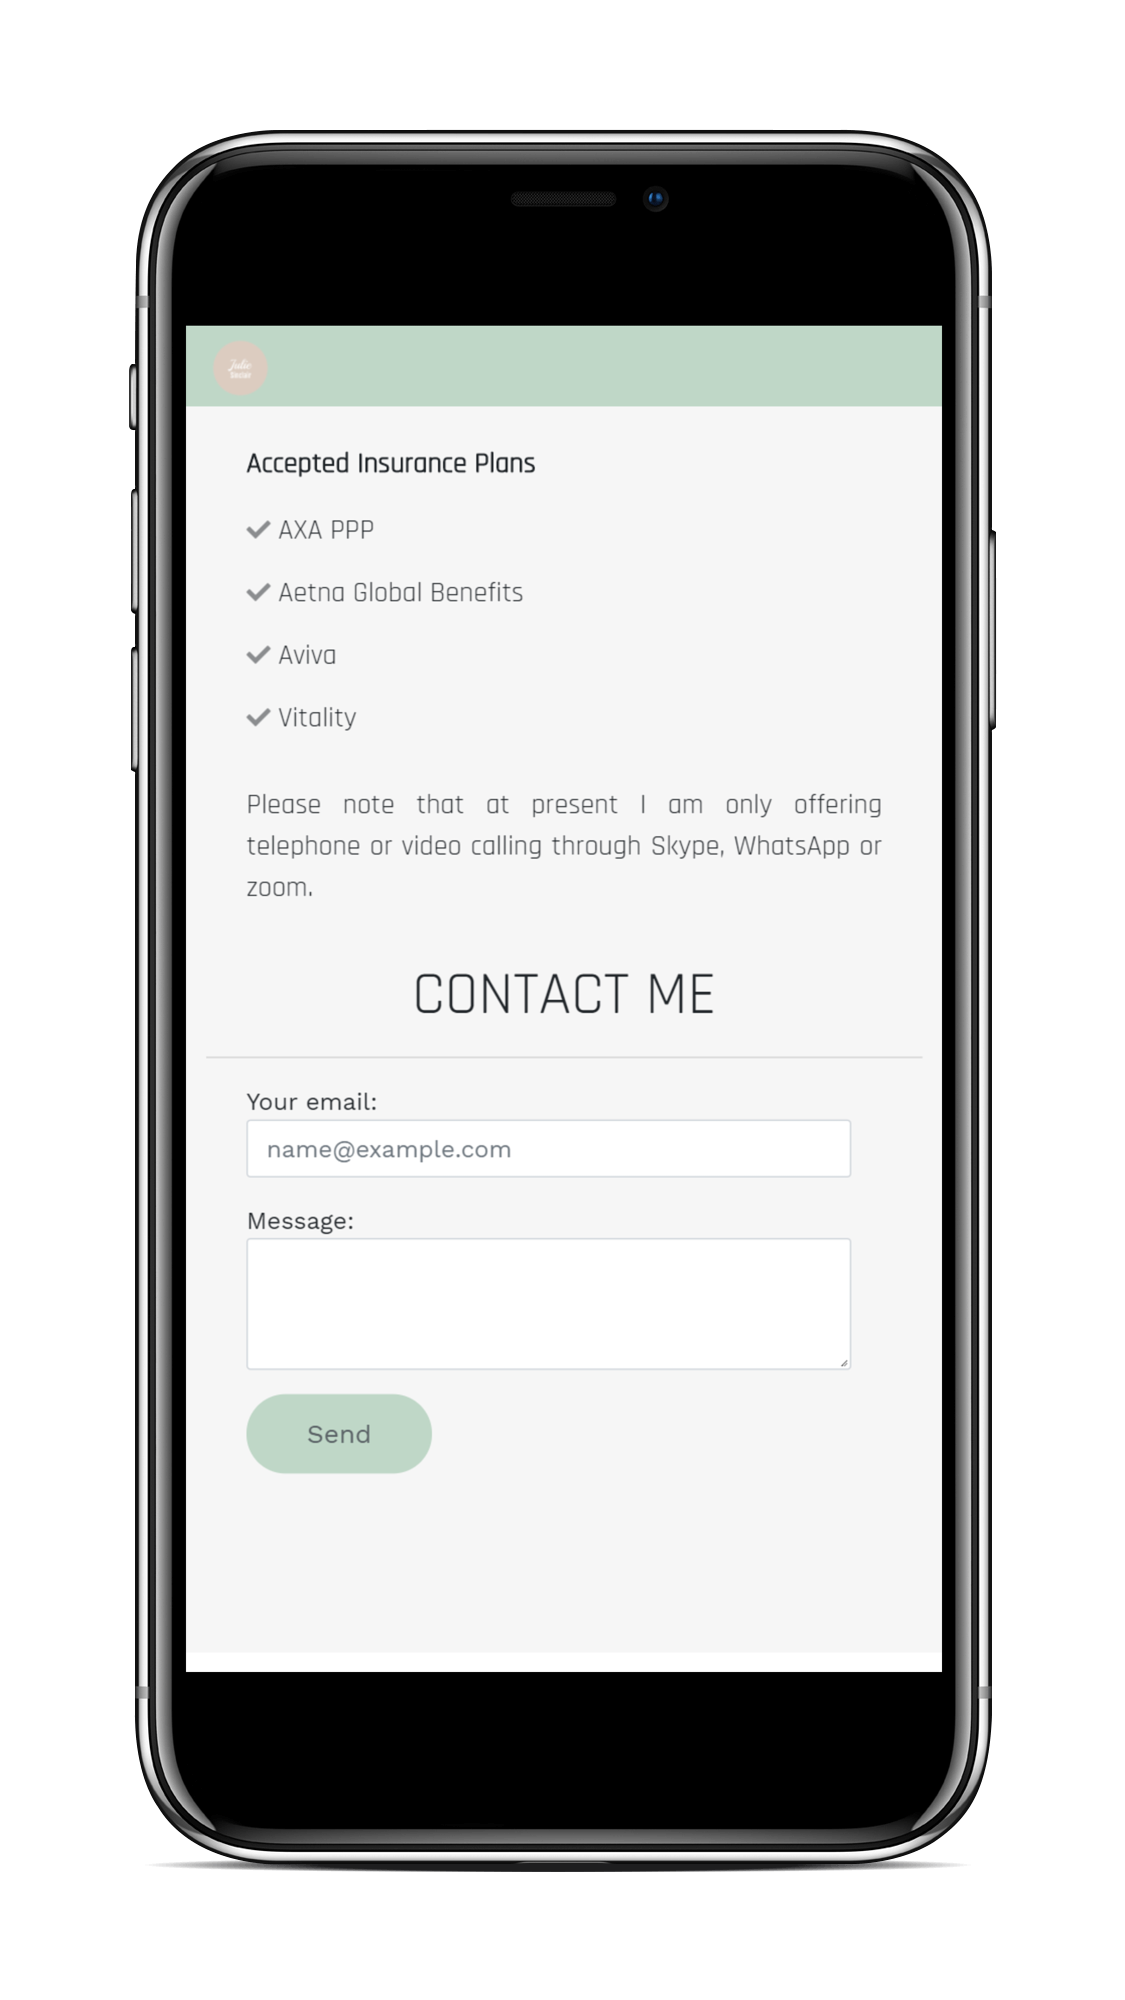 Julie
Accepted Insurance Plans
AXA PPP
Aetna Global Benefits
Aviva
Vitality
Please note that at present I am only offering
telephone or video calling through Skype, WhatsApp or
zoom.
CONTACT ME
Your email:
name@example.com
Message:
Send